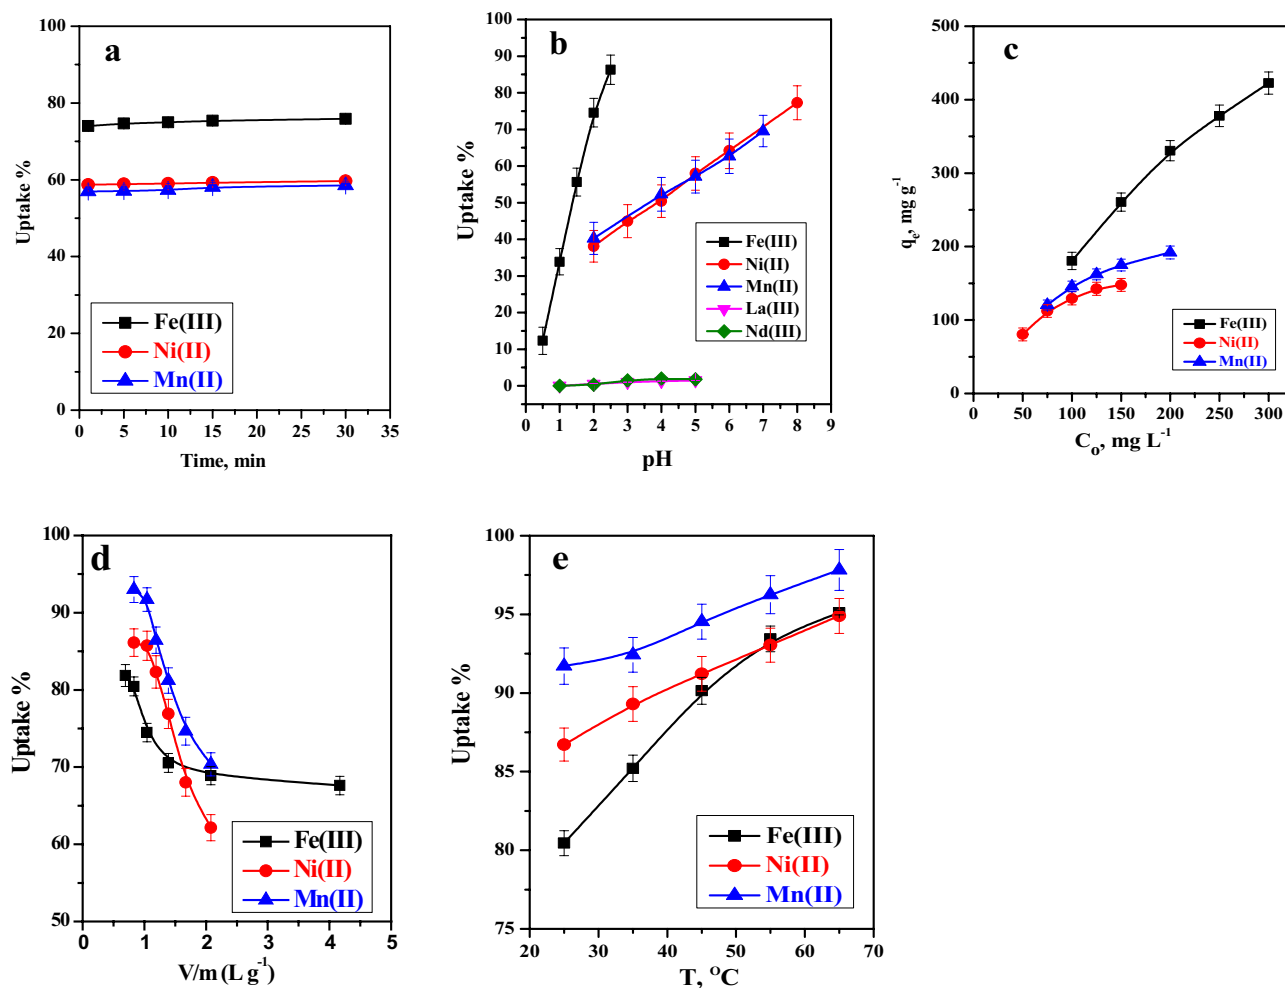 a
100
80
60
40
20
0
Uptake %
Fe(III)
Ni(II)
Mn(II)
0 5 10 15 20 25 30 35
Time, min
b
100
90
80
70
60
50
40
30
20
10
0
Uptake %
Fe(III)
Ni(II)
Mn(II)
La(III)
Nd(III)
0 1 2 3 4 5 6 7 8 9
pH
c
500
400
300
200
100
0
qe, mg g-1
Fe(III)
Ni(II)
Mn(II)
0 50 100 150 200 250 300
Co, mg L-1
d
100
90
80
70
60
50
Uptake %
Fe(III)
Ni(II)
Mn(II)
0 1 2 3 4 5
V/m (L g-1)
e
100
95
90
85
80
75
Uptake %
Fe(III)
Ni(II)
Mn(II)
20 30 40 50 60 70
T, OC